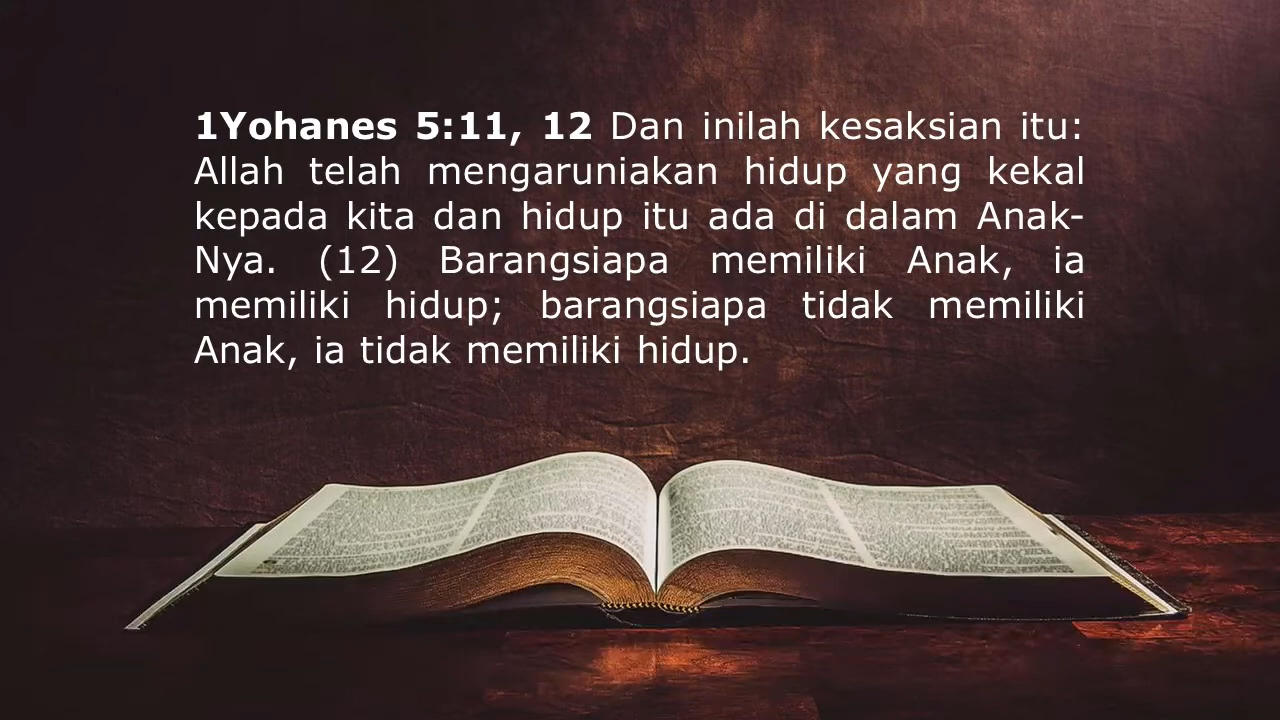 1Yohanes 5:11, 12 Dan inilah kesaksian itu:
Allah telah mengaruniakan hidup yang kekal
kepada kita dan hidup itu ada di dalam Anak-
Nya. (12) Barangsiapa memiliki Anak, ia
memiliki hidup; barangsiapa tidak memiliki
Anak, ia tidak memiliki hidup.